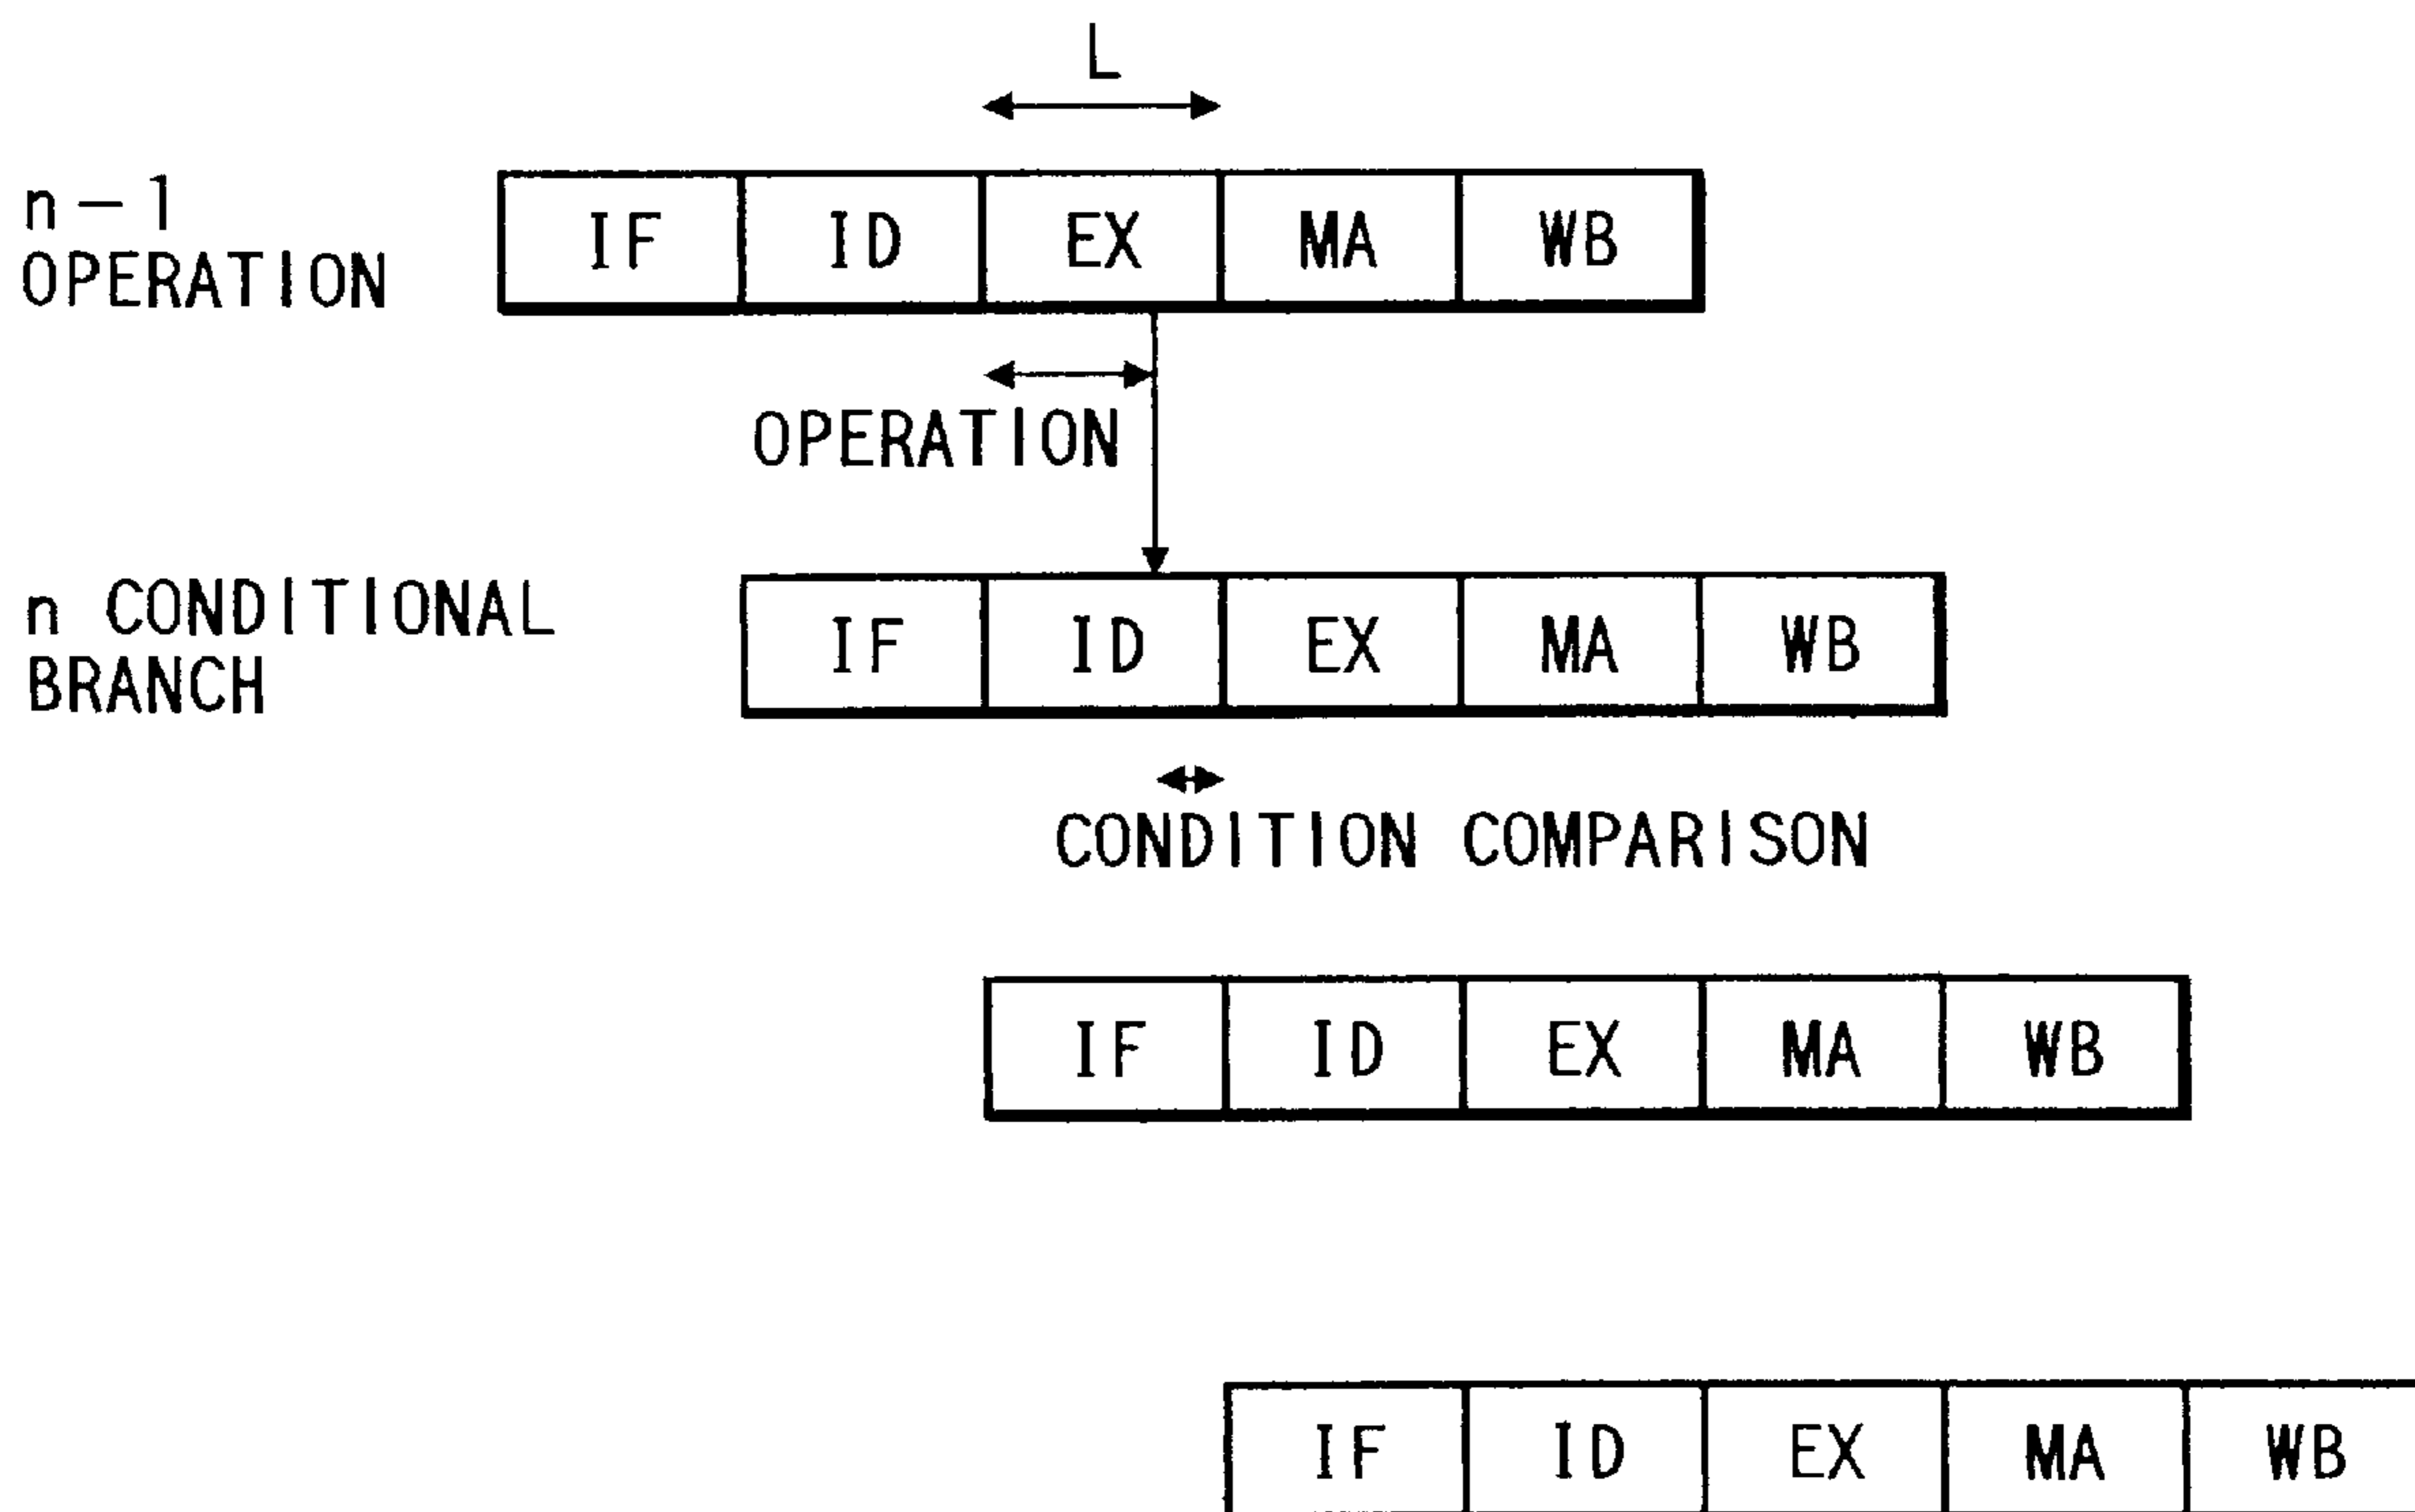 L
n-1
OPERATION
IF ID EX MA WB
OPERATION
n CONDITIONAL
BRANCH
IF ID EX MA WB
CONDITION COMPARISON
IF ID EX MA WB
IF ID EX MA WB